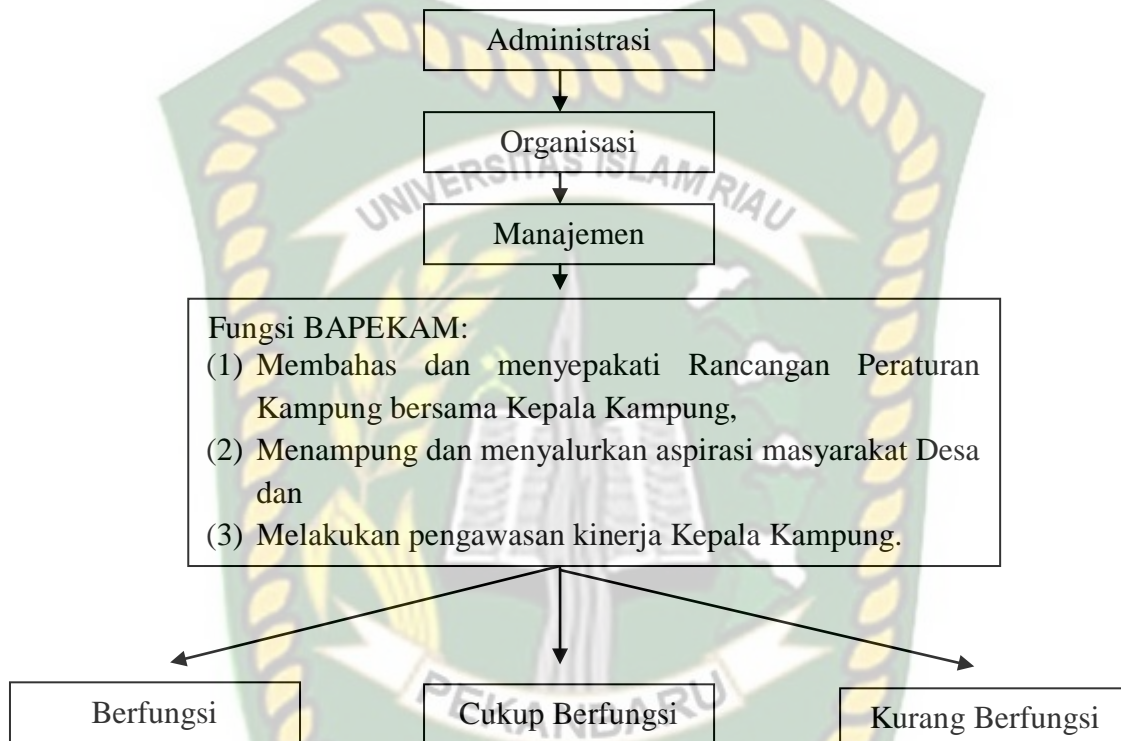 Administrasi
Organisasi
UNIVERSITAS ISLAM RIAU
Manajemen
Fungsi BAPEKAM:
(1) Membahas dan menyepakati Rancangan Peraturan
Kampung bersama Kepala Kampung,
(2) Menampung dan menyalurkan aspirasi masyarakat Desa
dan
(3) Melakukan pengawasan kinerja Kepala Kampung.
Berfungsi
Cukup Berfungsi
Kurang Berfungsi
PEKANBARU